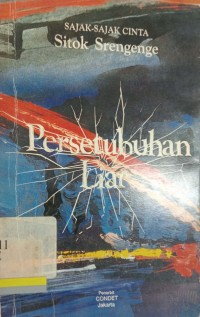 SAJAK-SAJAK CINTA
Sitok Srengenge
Persetubuhan
Liar
Penerbit
CONDET
Jakarta